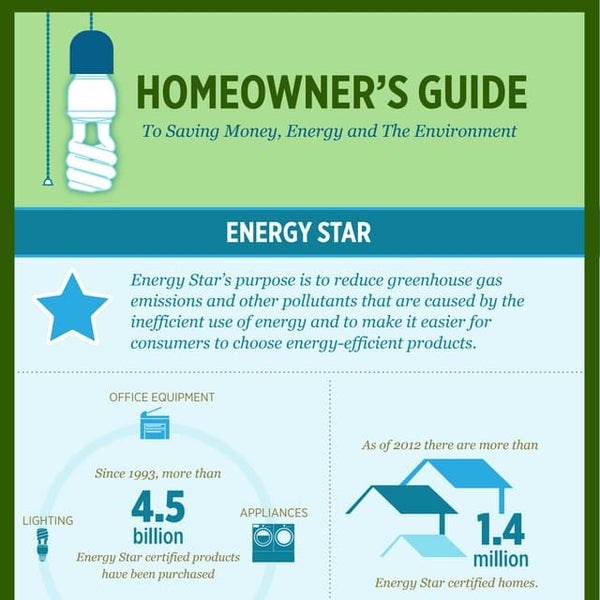 HOMEOWNER'S GUIDE
To Saving Money, Energy and The Environment
ENERGY STAR
Energy Star's purpose is to reduce greenhouse gas
emissions and other pollutants that are caused by the
inefficient use of energy and to make it easier for
consumers to choose energy-efficient products.
OFFICE EQUIPMENT
Since 1993, more than
4.5
billion
Energy Star certified products
have been purchased
LIGHTING
APPLIANCES
As of 2012 there are more than
1.4
million
Energy Star certified homes.